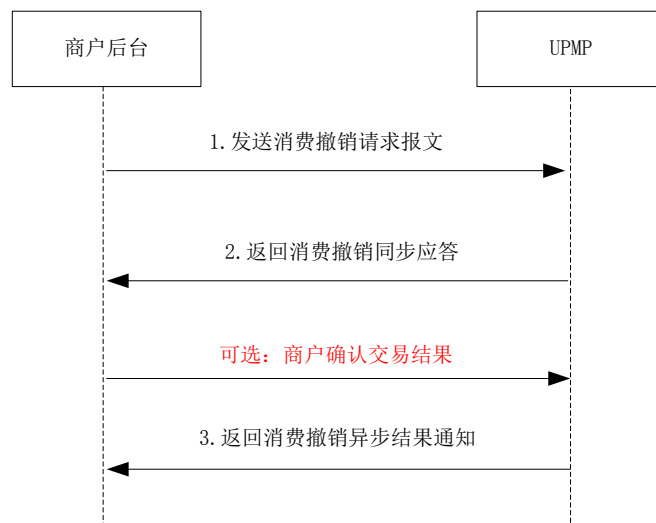 商户后台
UPMP
1.发送消费撤销请求报文
2.返回消费撤销同步应答
可选：商户确认交易结果
3.返回消费撤销异步结果通知